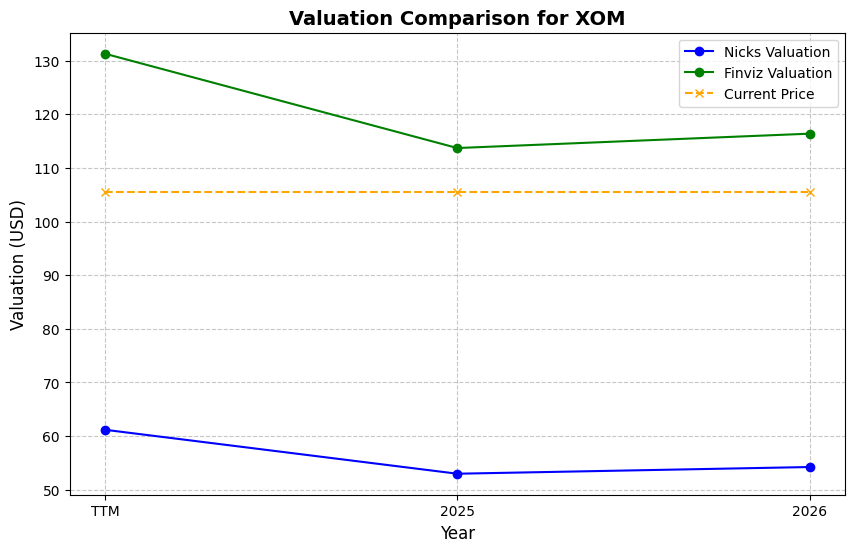 Valuation Comparison for XOM
Nicks Valuation
Finviz Valuation
Current Price
Valuation (USD)
130
120
110
100
90
80
70
60
50
TTM
2025
2026
Year